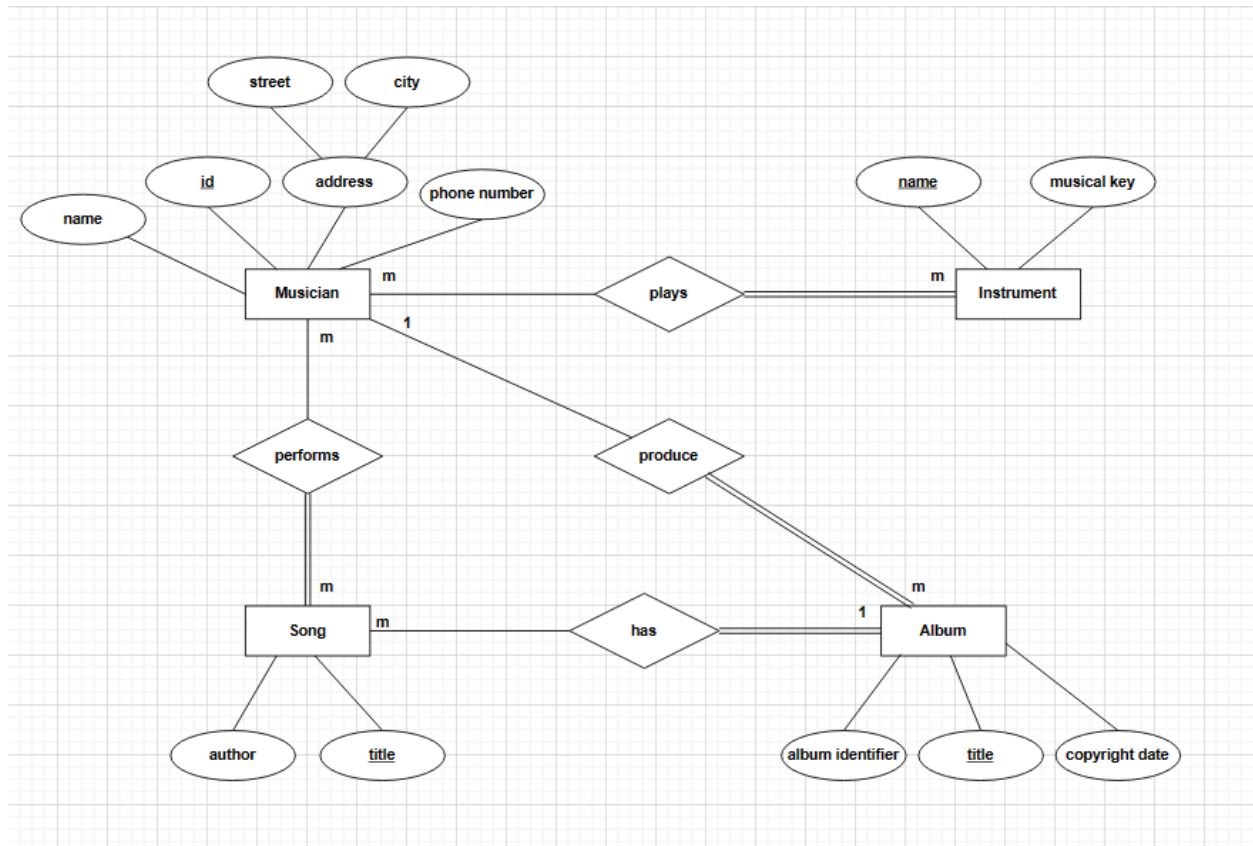 street
city
id
address
phone number
name
name
musical key
Musician
m
plays
m
Instrument
1
m
performs
produce
m
m
Song
m
has
1
Album
author
title
album identifier
title
copyright date